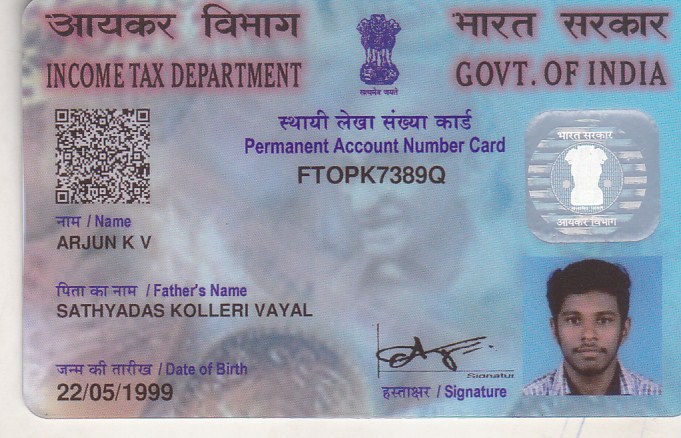 आयकर विभाग
INCOME TAX DEPARTMENT
सत्यमेव जयते
भारत सरकार
GOVT. OF INDIA
स्थायी लेखा संख्या कार्ड
Permanent Account Number Card
FTOPK7389Q
भारत सरकार
आयकर विभाग
नाम / Name
ARJUN K V
पिता का नाम / Father's Name
SATHYADAS KOLLERI VAYAL
जन्म की तारीख / Date of Birth
22/05/1999
Signatur
हस्ताक्षर / Signature